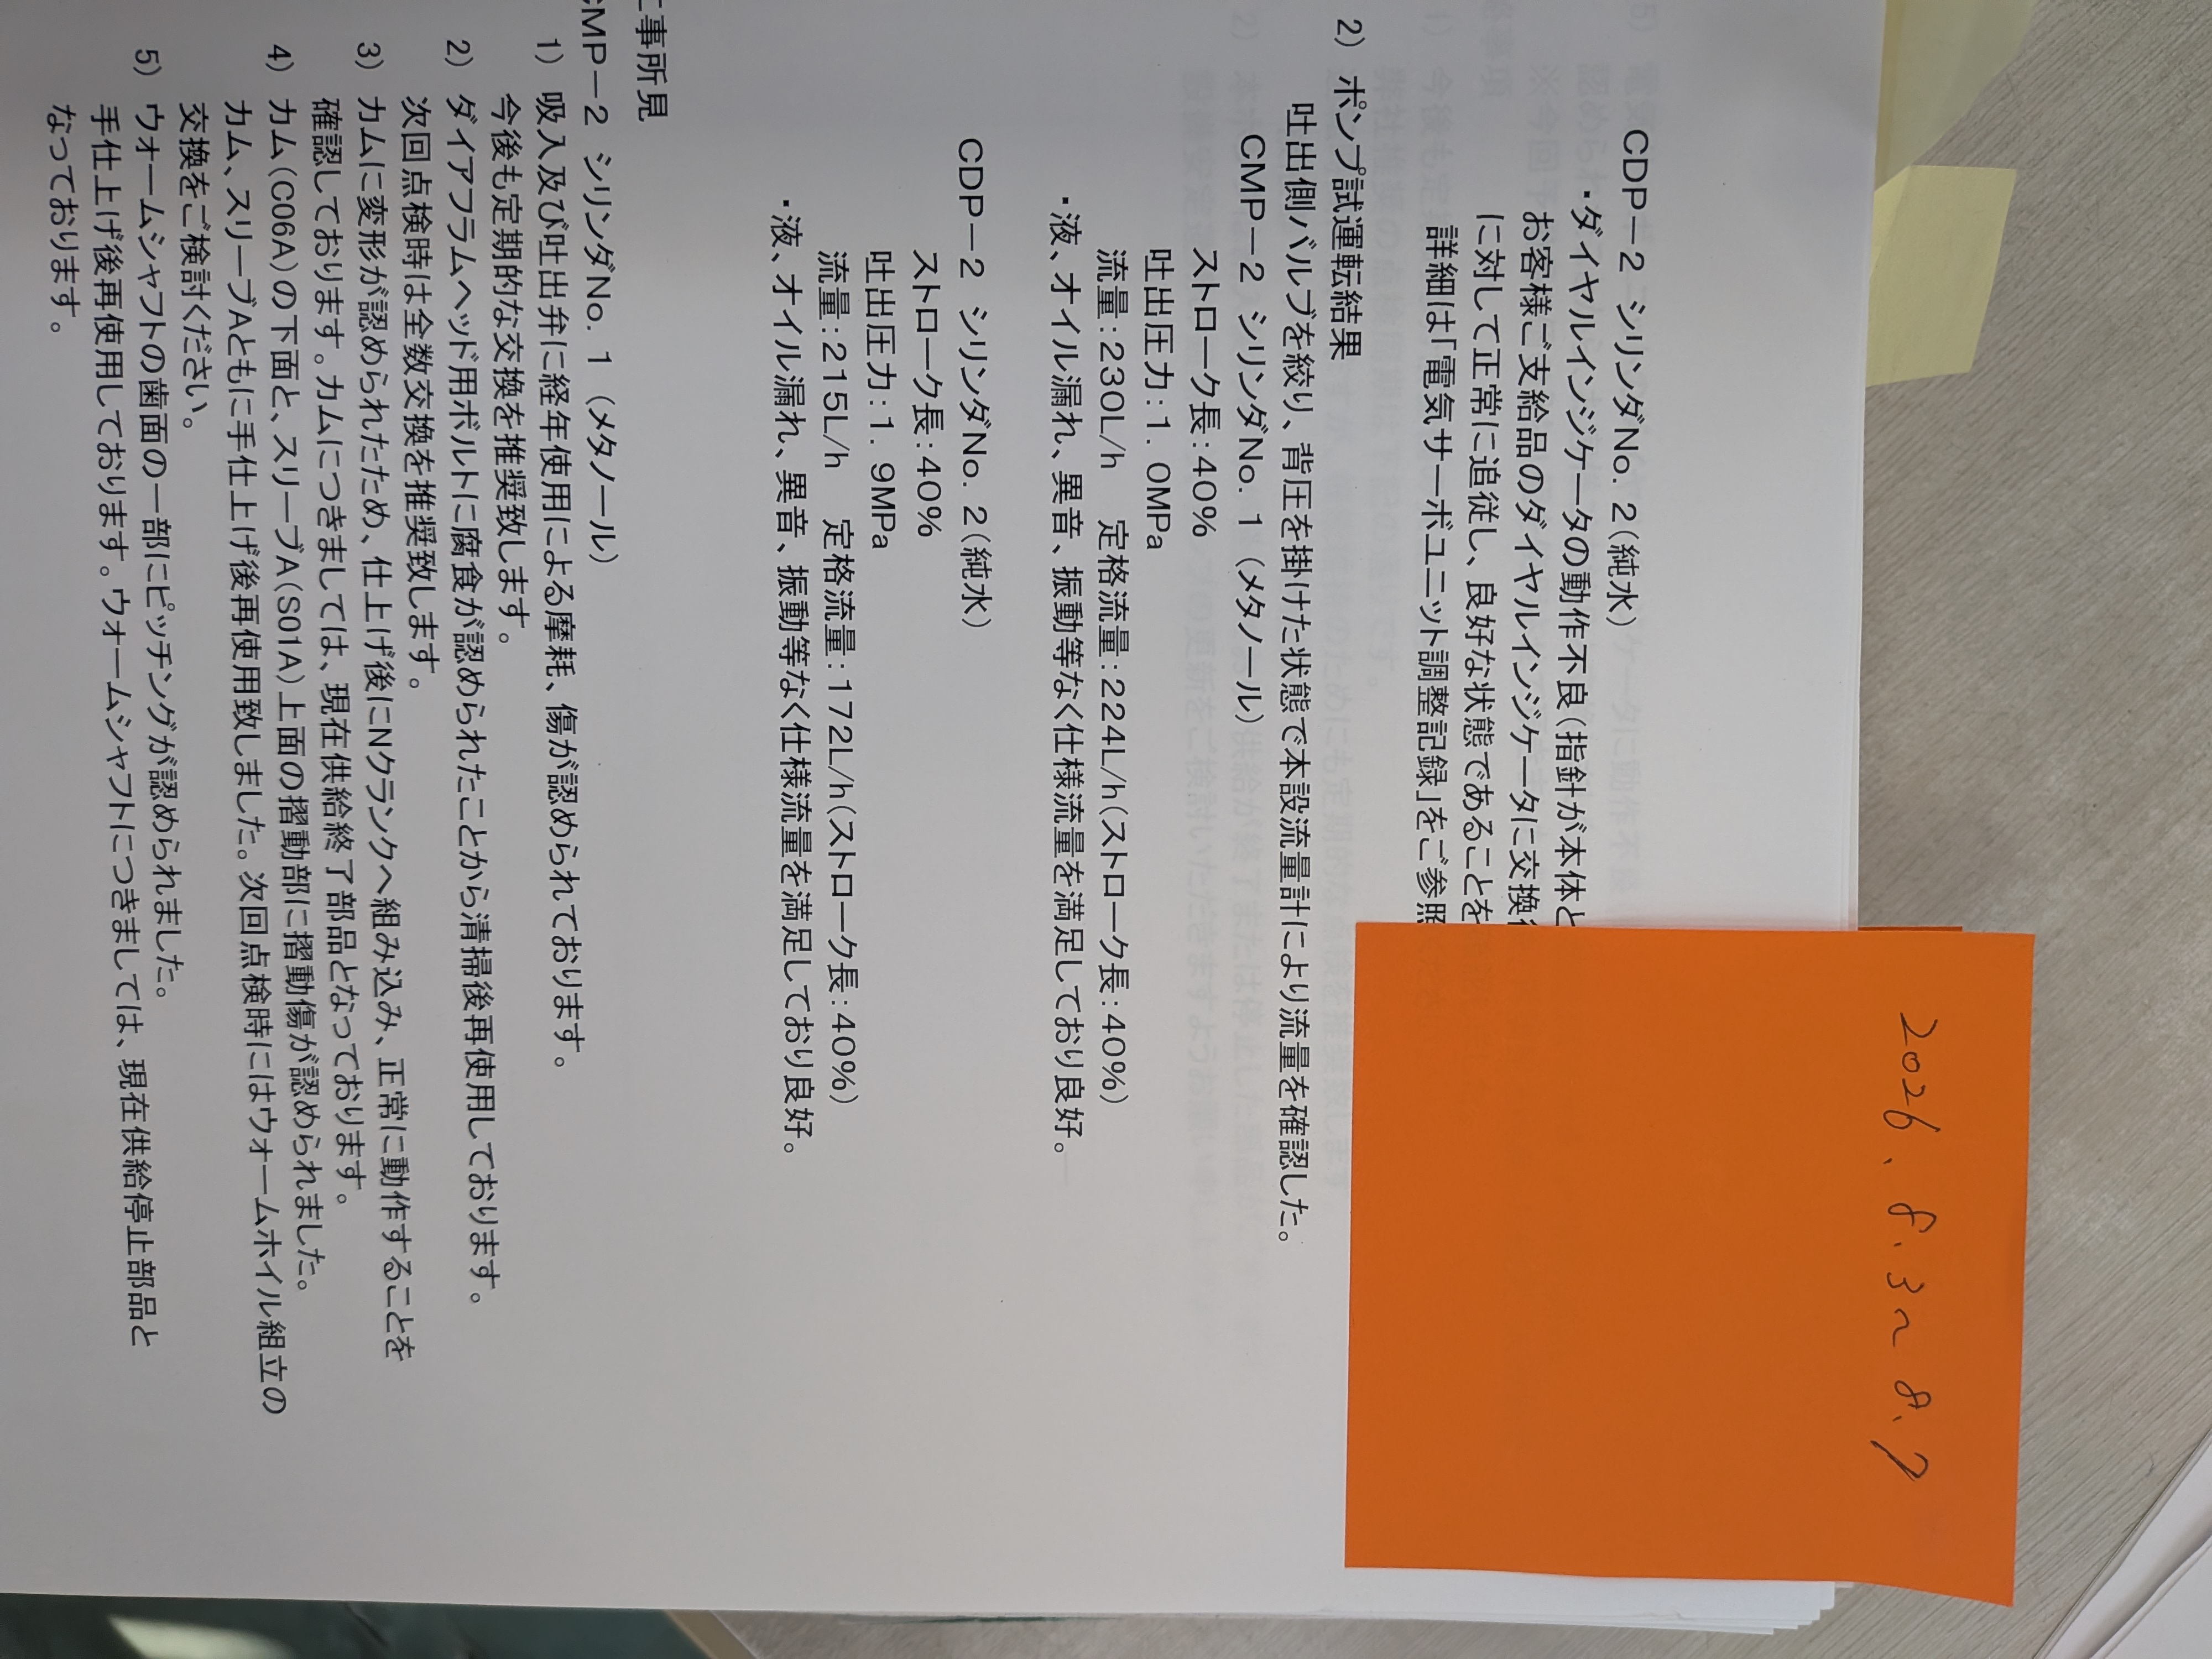 2026.8.3～8.7
CDP－2 シリンダNo. 2（純水）
・ダイヤルインジケータの動作不良（指針が本体と
お客様ご支給品のダイヤルインジケータに交換
に対して正常に追従し、良好な状態であることを
詳細は「電気サーボユニット調整記録」をご参照
2） ポンプ試運転結果
吐出側バルブを絞り、背圧を掛けた状態で本設流量計により流量を確認した。
CMP－2 シリンダNo. 1（メタノール）
ストローク長：40％
吐出圧力：1. 0MPa
流量：230L/h 定格流量：224L/h（ストローク長：40％）
・液、オイル漏れ、異音、振動等なく仕様流量を満足しており良好。
CDP－2 シリンダNo. 2（純水）
ストローク長：40％
吐出圧力：1. 9MPa
流量：215L/h 定格流量：172L/h（ストローク長：40％）
・液、オイル漏れ、異音、振動等なく仕様流量を満足しており良好。
事所見
CMP－2 シリンダNo. 1（メタノール）
1） 吸入及び吐出弁に経年使用による摩耗、傷が認められております。
今後も定期的な交換を推奨致します。
2） ダイアフラムヘッド用ボルトに腐食が認められたことから清掃後再使用しております。
次回点検時は全数交換を推奨致します。
3） カムに変形が認められたため、仕上げ後にNクランクへ組み込み、正常に動作することを
確認しております。カムにつきましては、現在供給終了部品となっております。
4） カム（C06A）の下面と、スリーブA（S01A）上面の摺動部に摺動傷が認められました。
カム、スリーブAともに手仕上げ後再使用致しました。次回点検時にはウォームホイル組立の
交換をご検討ください。
5） ウォームシャフトの歯面の一部にピッチングが認められました。
手仕上げ後再使用しております。ウォームシャフトにつきましては、現在供給停止部品と
なっております。